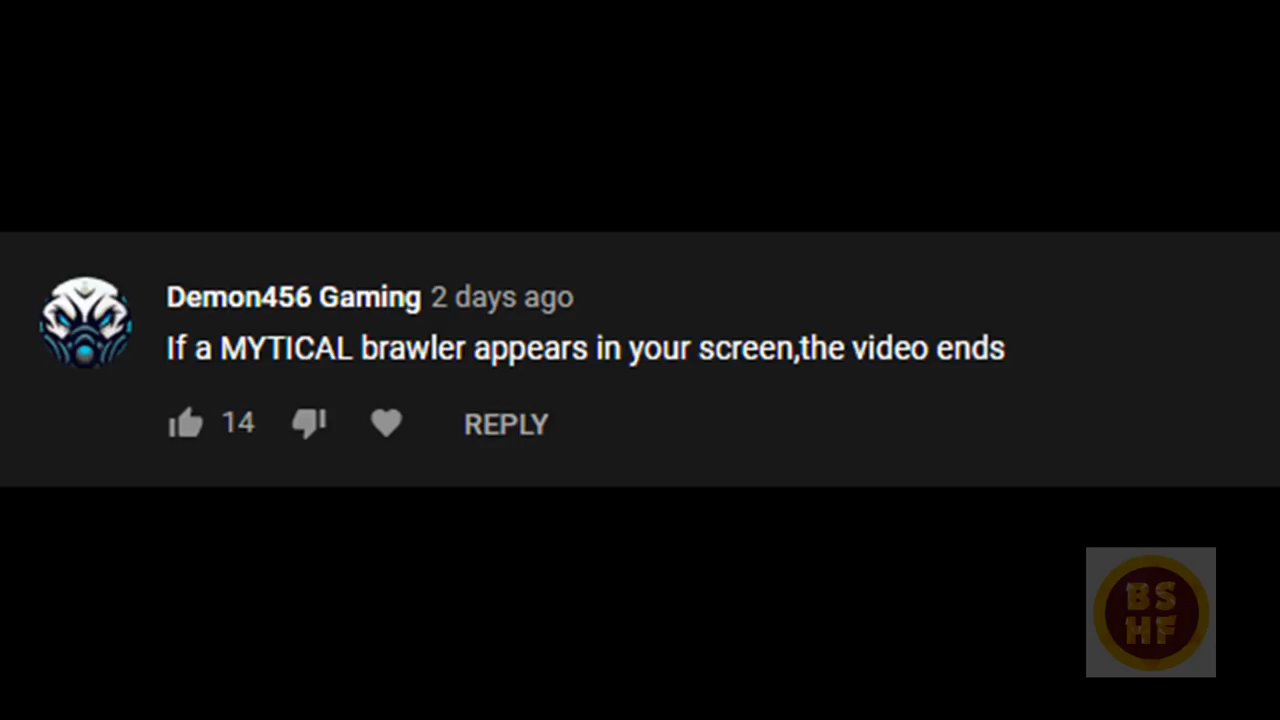 Demon456 Gaming 2 days ago
If a MYTICAL brawler appears in your screen,the video ends
14 REPLY
BS
HF